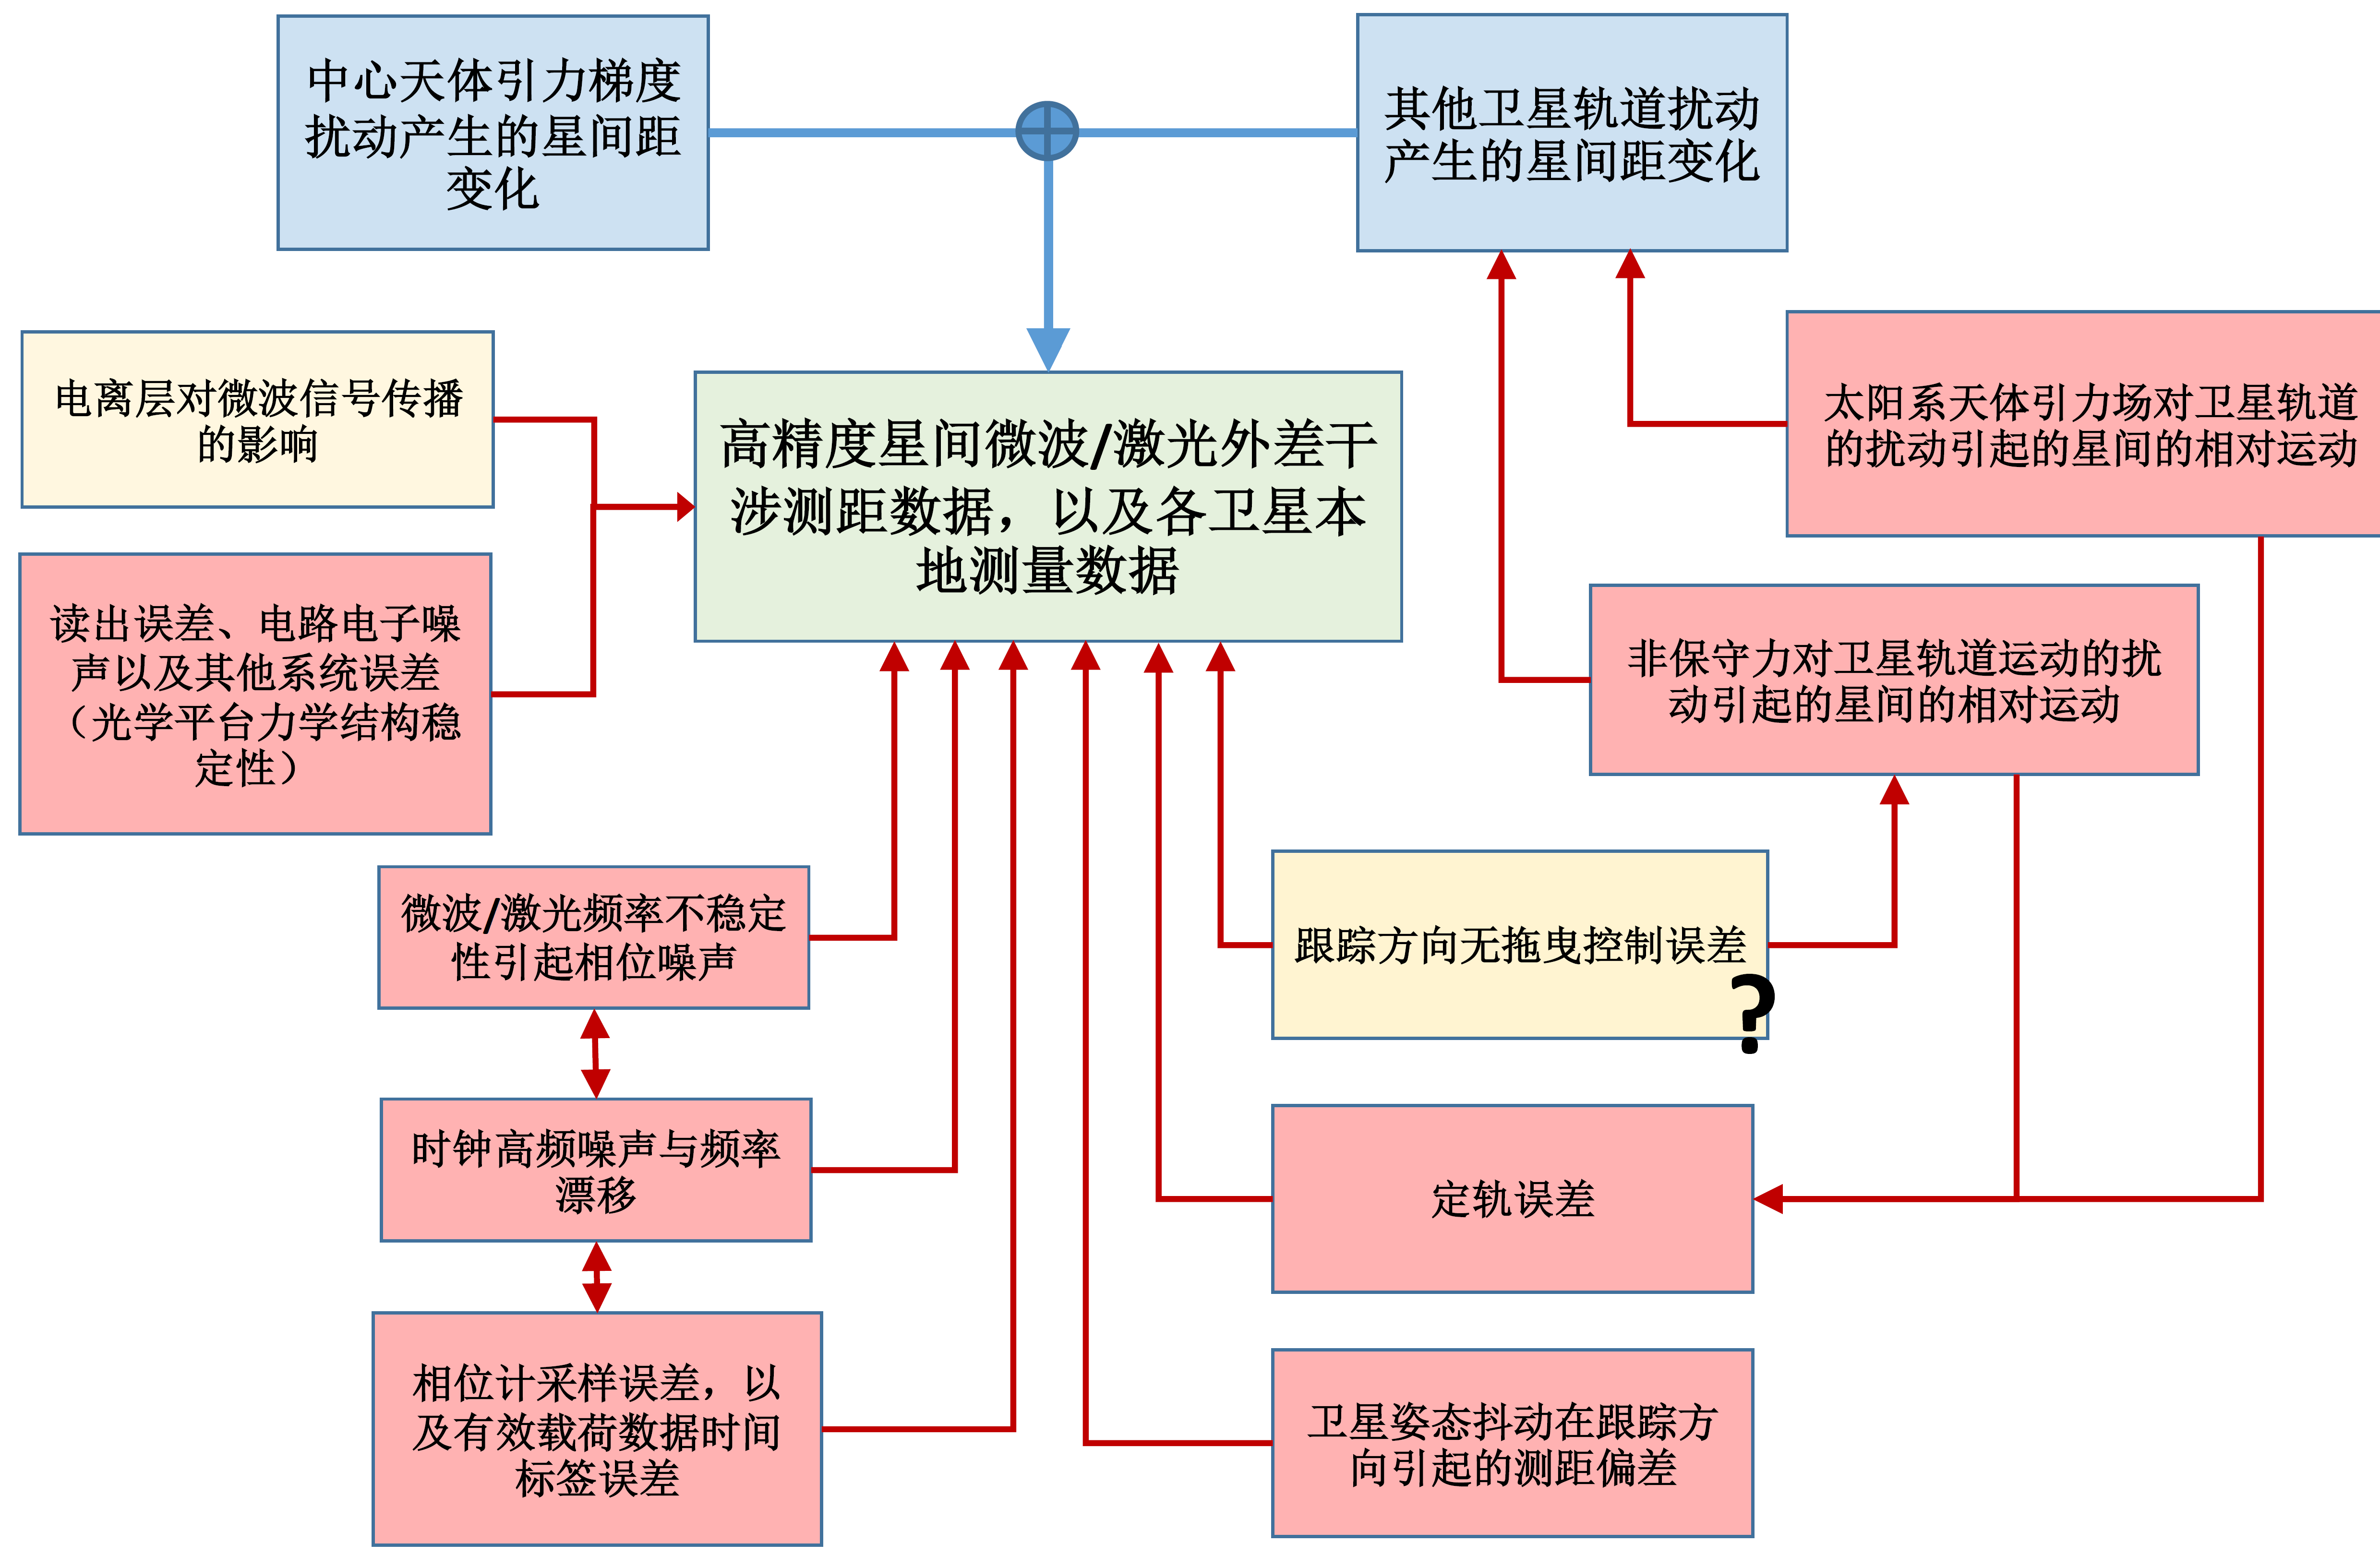 中心天体引力梯度
扰动产生的星间距
变化
其他卫星轨道扰动
产生的星间距变化
电离层对微波信号传播
的影响
高精度星间微波/激光外差干
涉测距数据，以及各卫星本
地测量数据
太阳系天体引力场对卫星轨道
的扰动引起的星间的相对运动
读出误差、电路电子噪
声以及其他系统误差
（光学平台力学结构稳
定性）
非保守力对卫星轨道运动的扰
动引起的星间的相对运动
微波/激光频率不稳定
性引起相位噪声
跟踪方向无拖曳控制误差
?
时钟高频噪声与频率
漂移
定轨误差
相位计采样误差，以
及有效载荷数据时间
标签误差
卫星姿态抖动在跟踪方
向引起的测距偏差